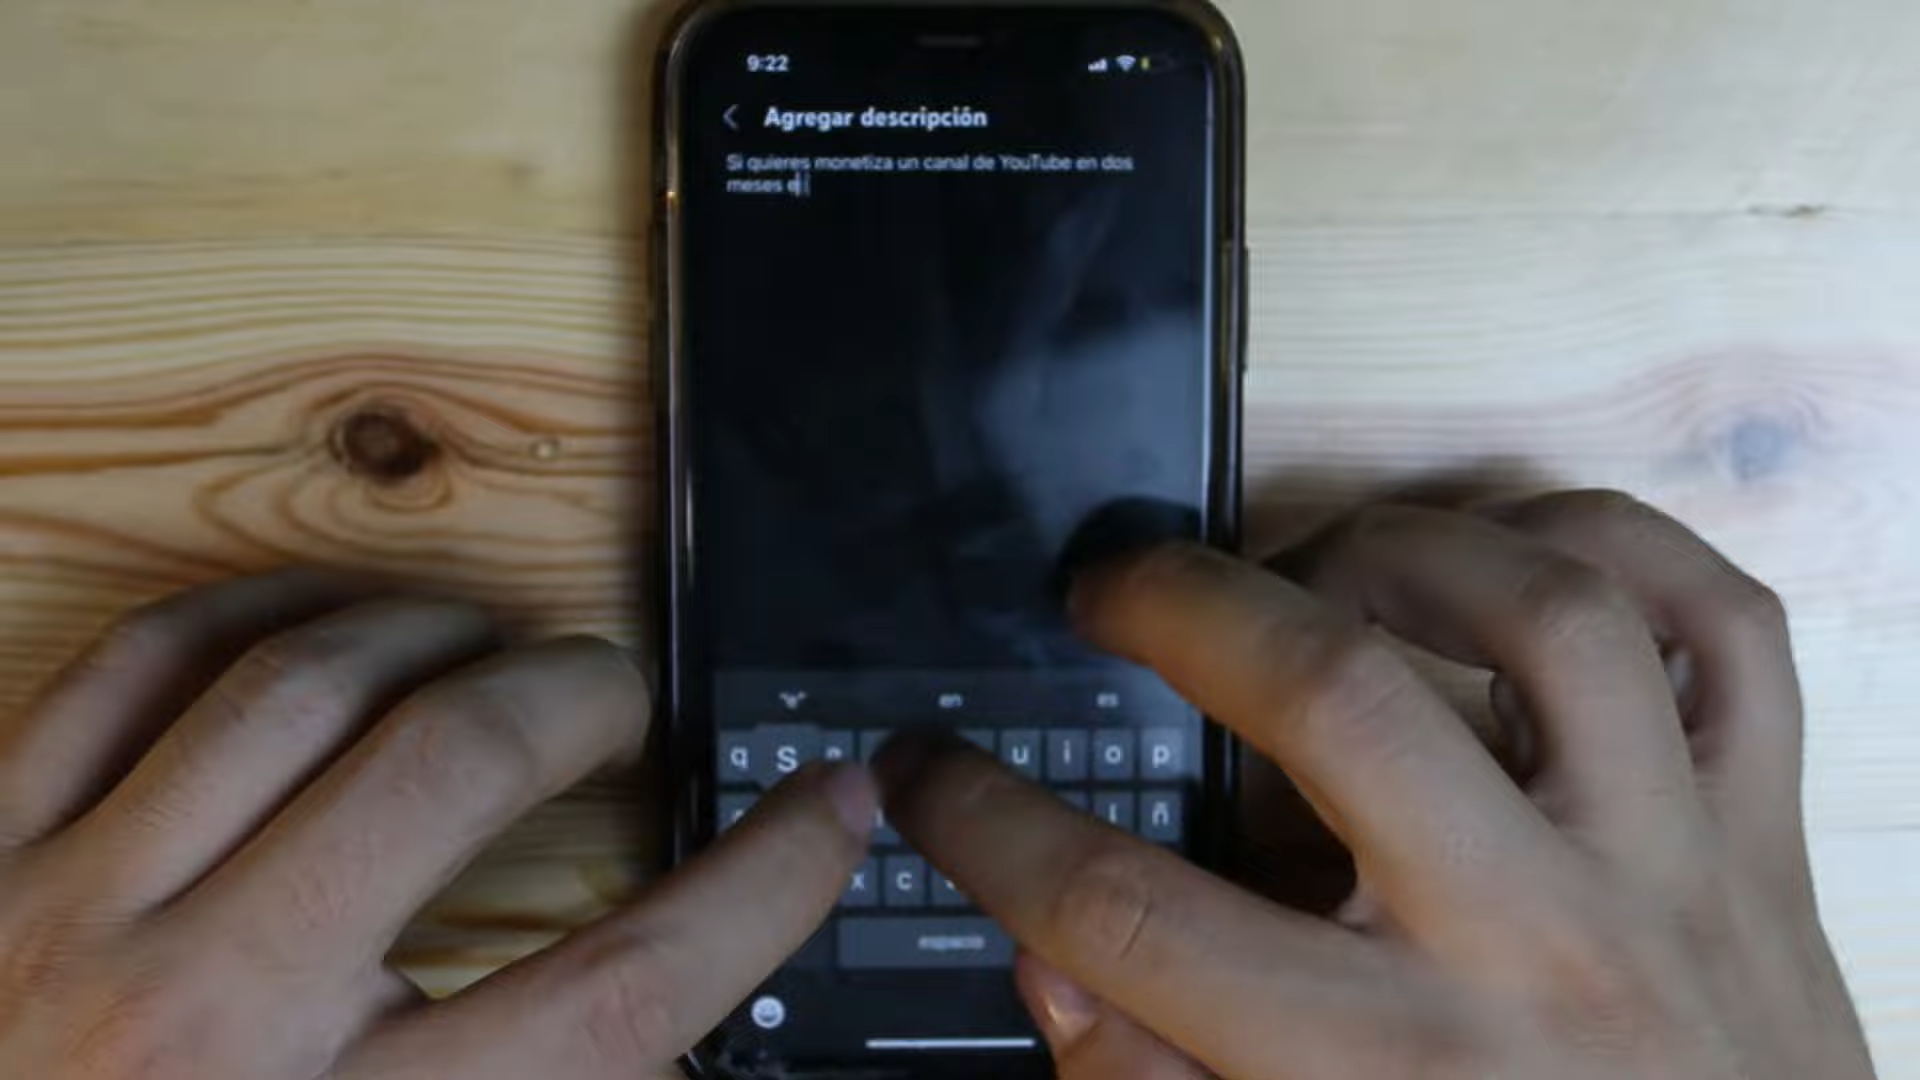 9:22
Agregar descripción
Si quieres monetiza un canal de YouTube en dos
meses e
"e" en es
q S e u i o p
l ñ
x c
espacio